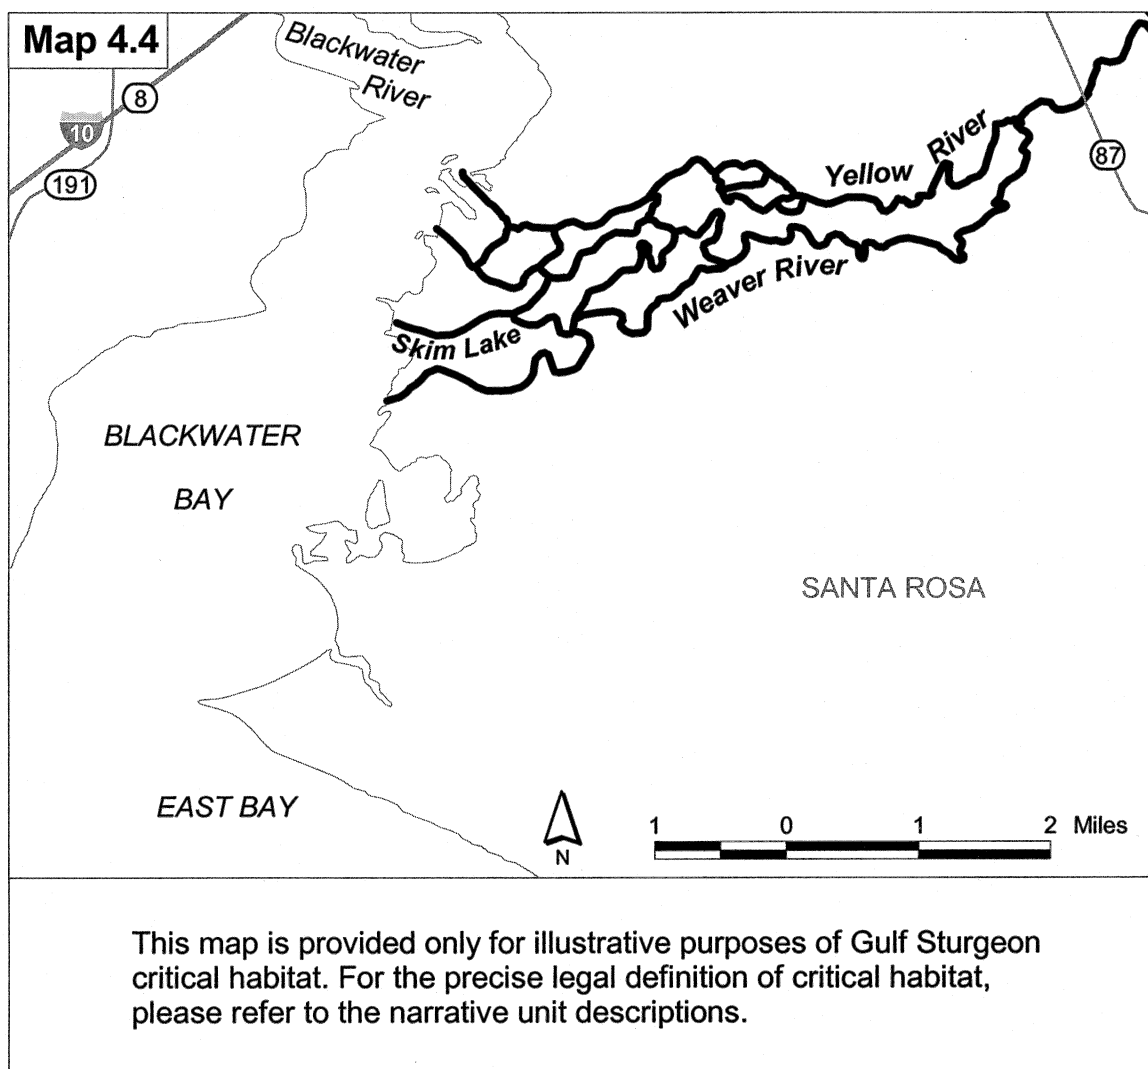 Map 4.4
Blackwater
River
8
10
191
87
Yellow River
Weaver River
Skim Lake
BLACKWATER
BAY
SANTA ROSA
EAST BAY
N
1 0 1 2 Miles
This map is provided only for illustrative purposes of Gulf Sturgeon
critical habitat. For the precise legal definition of critical habitat,
please refer to the narrative unit descriptions.